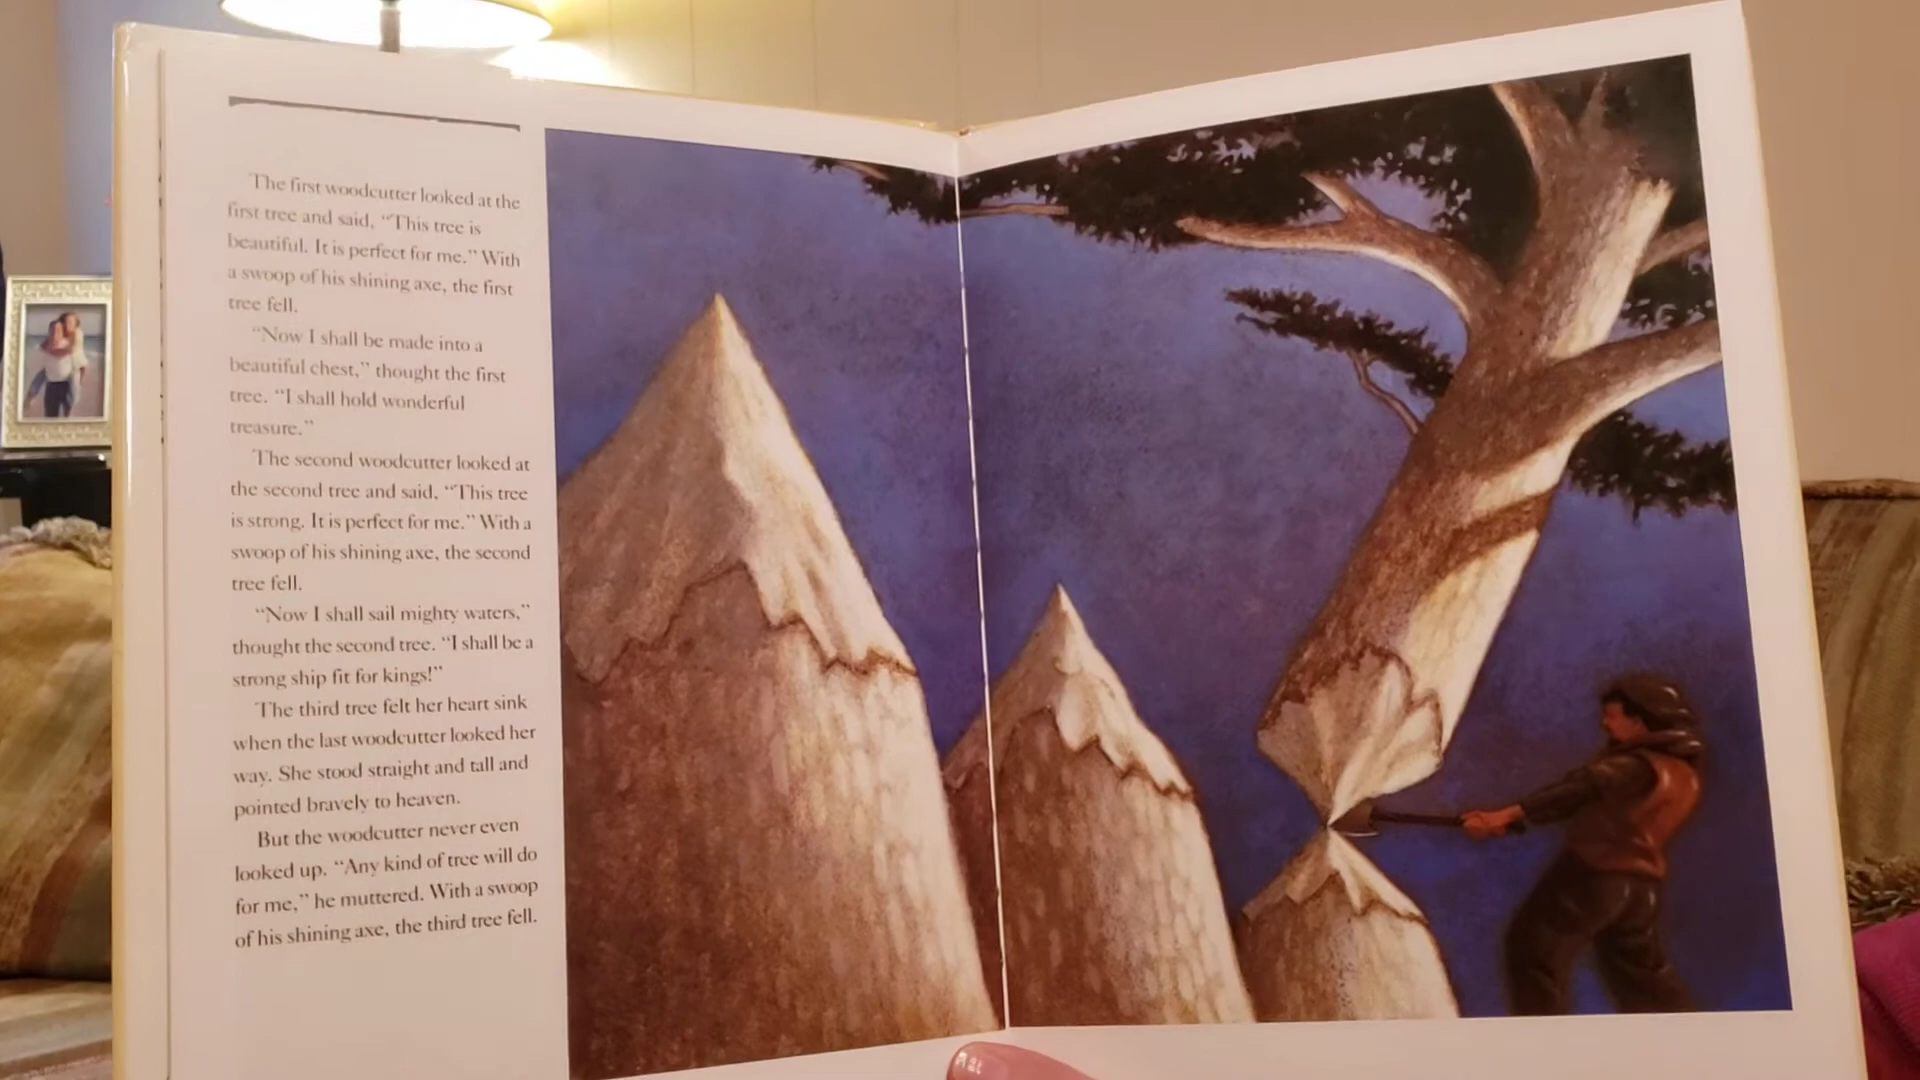 The first woodcutter looked at the
first tree and said, “This tree is
beautiful. It is perfect for me.” With
a swoop of his shining axe, the first
tree fell.
“Now I shall be made into a
beautiful chest,” thought the first
tree. “I shall hold wonderful
treasure.”
The second woodcutter looked at
the second tree and said, “This tree
is strong. It is perfect for me.” With a
swoop of his shining axe, the second
tree fell.
“Now I shall sail mighty waters,”
thought the second tree. “I shall be a
strong ship fit for kings!”
The third tree felt her heart sink
when the last woodcutter looked her
way. She stood straight and tall and
pointed bravely to heaven.
But the woodcutter never even
looked up. “Any kind of tree will do
for me,” he muttered. With a swoop
of his shining axe, the third tree fell.